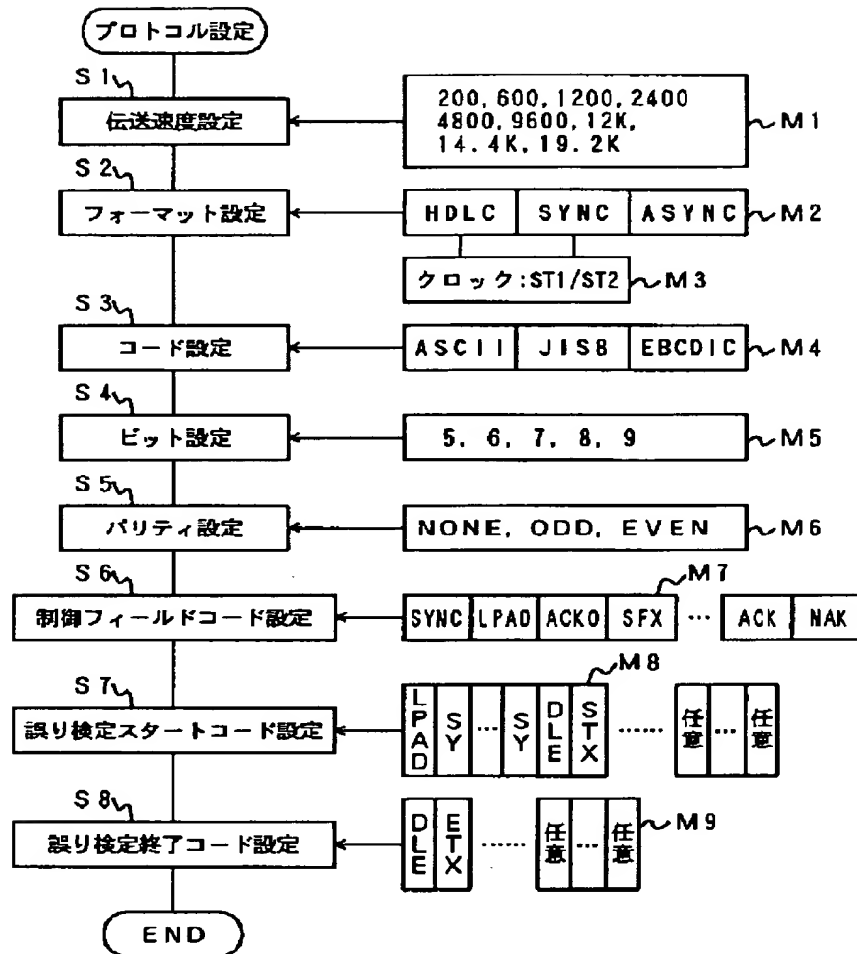 プロトコル設定
S1
伝送速度設定
200,600,1200,2400
4800,9600,12K,
14.4K,19.2K
M1
S2
フォーマット設定
HDLC SYNC ASYNC
M2
クロック:ST1/ST2
M3
S3
コード設定
ASCII JIS8 EBCDIC
M4
S4
ビット設定
5, 6, 7, 8, 9
M5
S5
パリティ設定
NONE, ODD, EVEN
M6
S6
制御フィールドコード設定
M7
SYNC LPAD ACK0 SFX … ACK NAK
S7
誤り検定スタートコード設定
M8
LPAD SY … SY DLE STX …… 任意 … 任意
S8
誤り検定終了コード設定
DLE ETX …… 任意 … 任意
M9
END